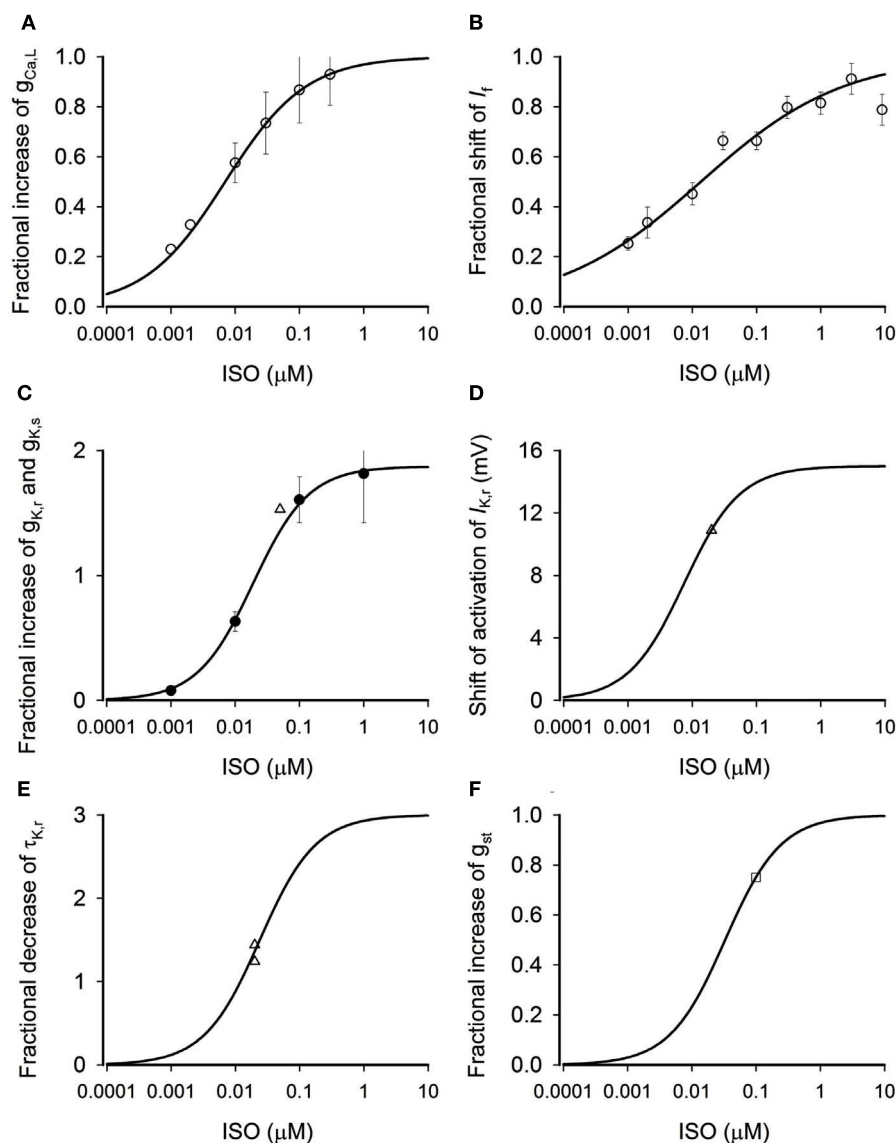 A
Fractional increase of g_Ca,L
1.0
0.8
0.6
0.4
0.2
0.0
0.0001 0.001 0.01 0.1 1 10
ISO (μM)
B
Fractional shift of I_f
1.0
0.8
0.6
0.4
0.2
0.0
0.0001 0.001 0.01 0.1 1 10
ISO (μM)
C
Fractional increase of g_K,r and g_K,s
2
1
0
0.0001 0.001 0.01 0.1 1 10
ISO (μM)
D
Shift of activation of I_K,r (mV)
16
12
8
4
0
0.0001 0.001 0.01 0.1 1 10
ISO (μM)
E
Fractional decrease of τ_K,r
3
2
1
0
0.0001 0.001 0.01 0.1 1 10
ISO (μM)
F
Fractional increase of g_st
1.0
0.8
0.6
0.4
0.2
0.0
0.0001 0.001 0.01 0.1 1 10
ISO (μM)